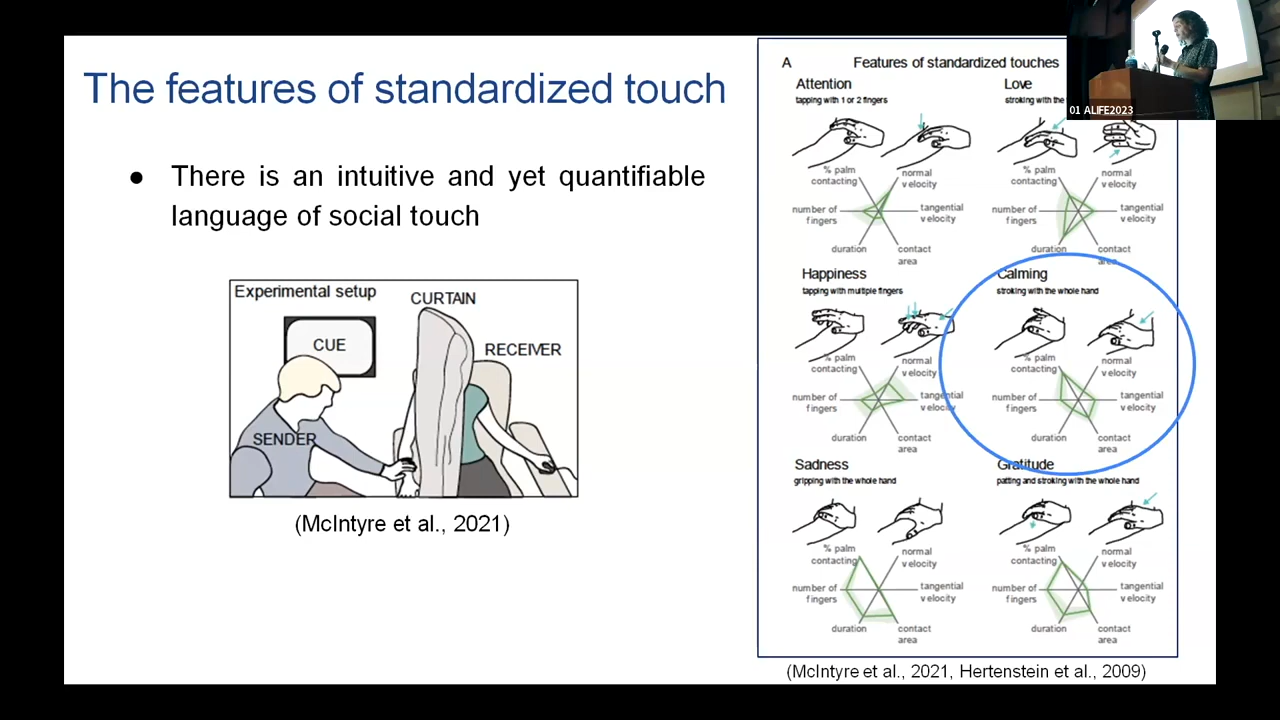 The features of standardized touch
● There is an intuitive and yet quantifiable
language of social touch
Experimental setup
CURTAIN
CUE
RECEIVER
SENDER
(McIntyre et al., 2021)
A
Features of standardized touches
01 ALIFE2023
Attention
tapping with 1 or 2 fingers
% palm
contacting
normal
velocity
number of
fingers
tangential
velocity
duration
contact
area
Love
stroking with the
% palm
contacting
normal
velocity
number of
fingers
tangential
velocity
duration
contact
area
Happiness
tapping with multiple fingers
% palm
contacting
normal
velocity
number of
fingers
tangential
velocity
duration
contact
area
Calming
stroking with the whole hand
% palm
contacting
normal
velocity
number of
fingers
tangential
velocity
duration
contact
area
Sadness
gripping with the whole hand
% palm
contacting
normal
velocity
number of
fingers
tangential
velocity
duration
contact
area
Gratitude
patting and stroking with the whole hand
% palm
contacting
normal
velocity
number of
fingers
tangential
velocity
duration
contact
area
(McIntyre et al., 2021, Hertenstein et al., 2009)